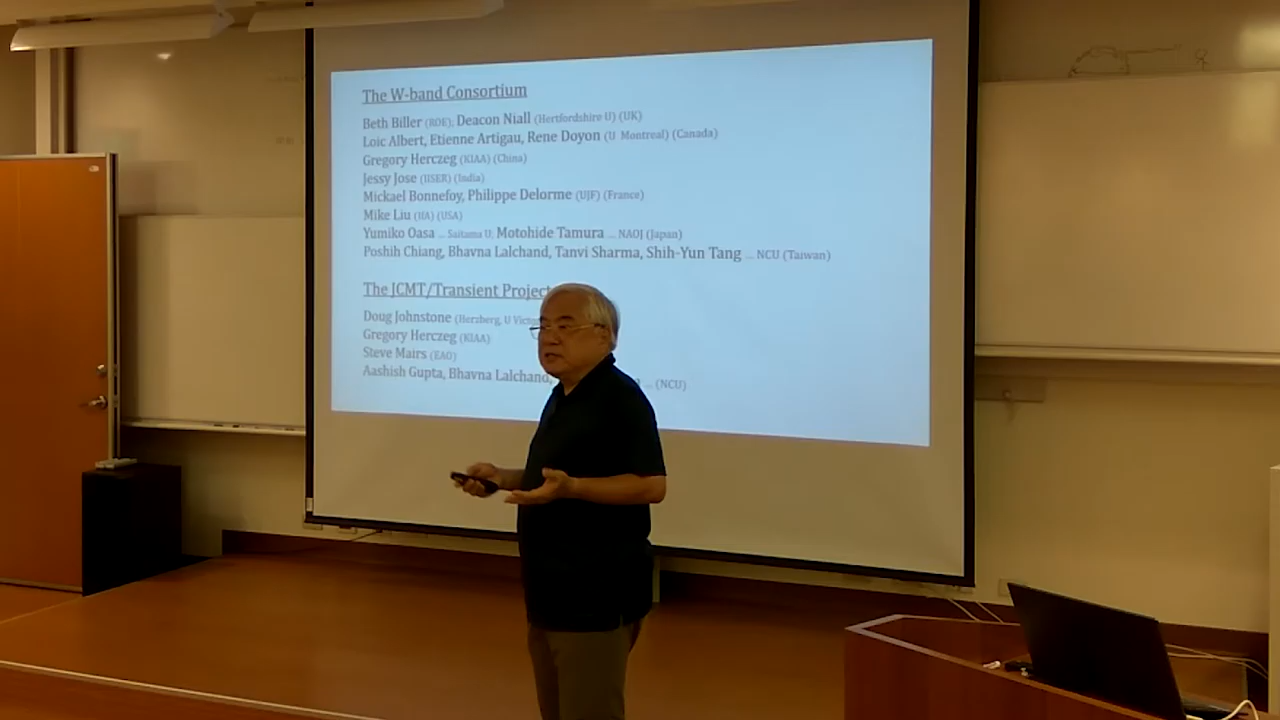 The W-band Consortium
Beth Biller (ROE); Deacon Niall (Hertfordshire U) (UK)
Loic Albert, Etienne Artigau, Rene Doyon (U Montreal) (Canada)
Gregory Herczeg (KIAA) (China)
Jessy Jose (IISER) (India)
Mickael Bonnefoy, Philippe Delorme (UJF) (France)
Mike Liu (IfA) (USA)
Yumiko Oasa ... Saitama U; Motohide Tamura ... NAOJ (Japan)
Poshih Chiang, Bhavna Lalchand, Tanvi Sharma, Shih-Yun Tang ... NCU (Taiwan)
The JCMT/Transient Project
Doug Johnstone (Herzberg, U
Gregory Herczeg (KIAA)
Steve Mairs (EAO)
Aashish Gupta, Bhavna Lalchand, ... (NCU)